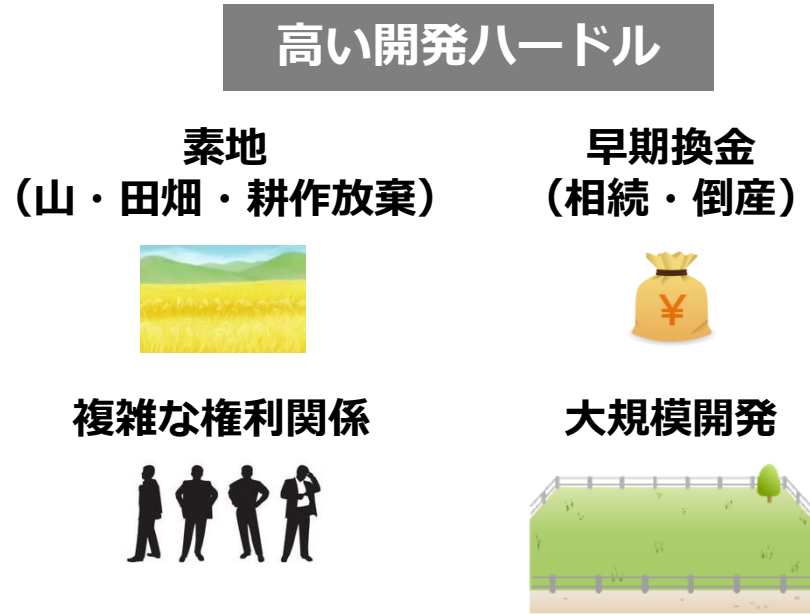 高い開発ハードル
素地
（山・田畑・耕作放棄）
早期換金
（相続・倒産）
¥
複雑な権利関係
大規模開発